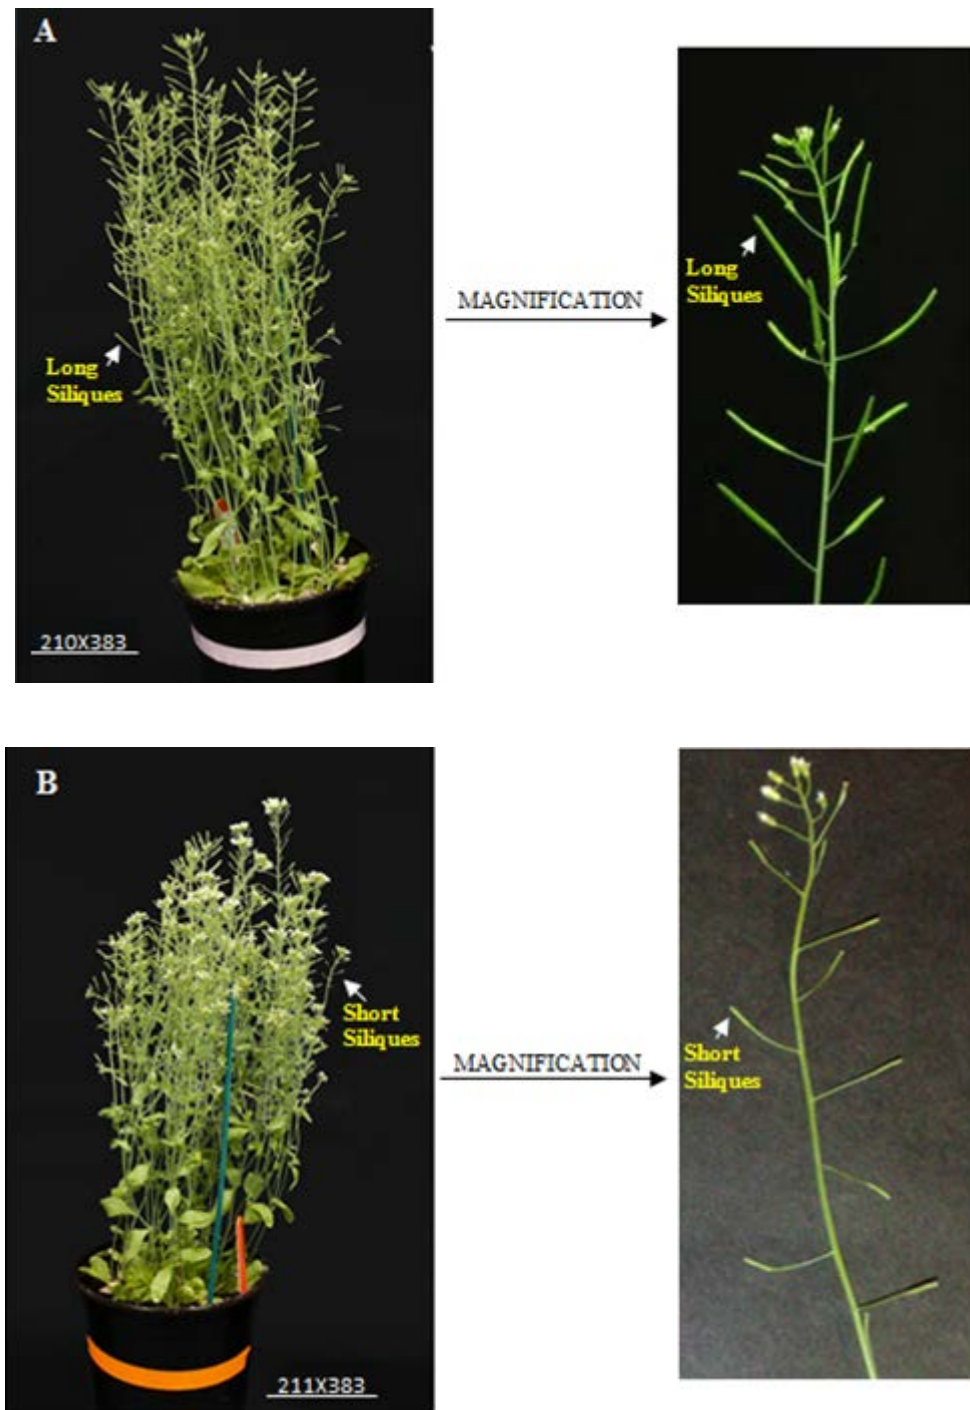 A
Long
Siliques
210X383
MAGNIFICATION
Long
Siliques
B
Short
Siliques
211X383
MAGNIFICATION
Short
Siliques